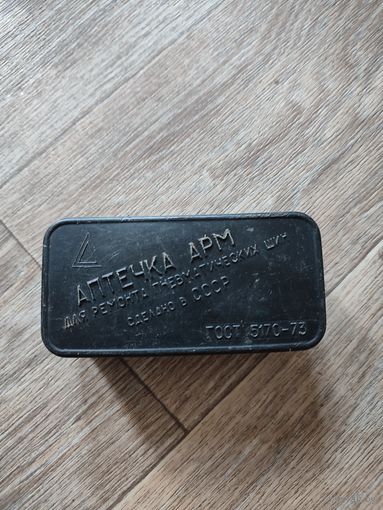 АПТЕЧКА АРМ
ДЛЯ РЕМОНТА ПНЕВМАТИЧЕСКИХ ШИН
СДЕЛАНО В СССР
ГОСТ 5170-73